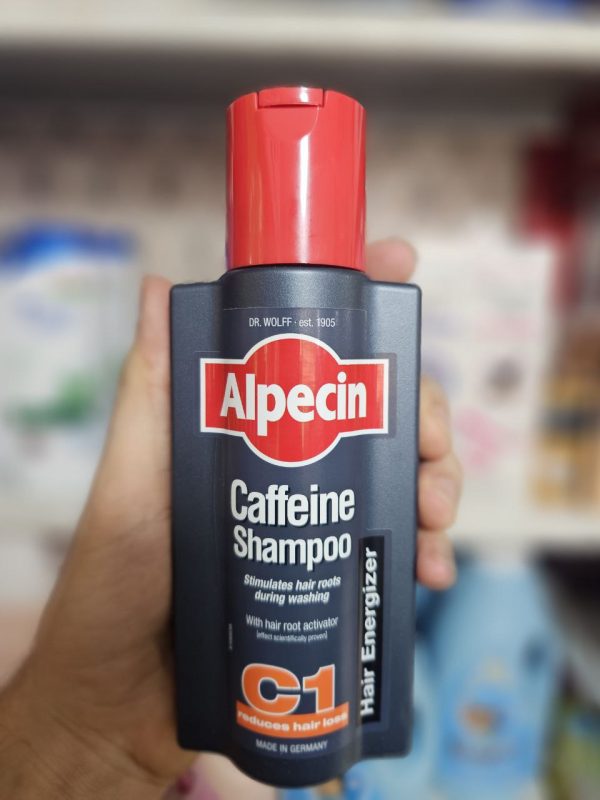 DR. WOLFF · est. 1905
Alpecin
Caffeine
Shampoo
Stimulates hair roots
during washing
With hair root activator
[effect scientifically proven]
Hair Energizer
C1
reduces hair loss
MADE IN GERMANY